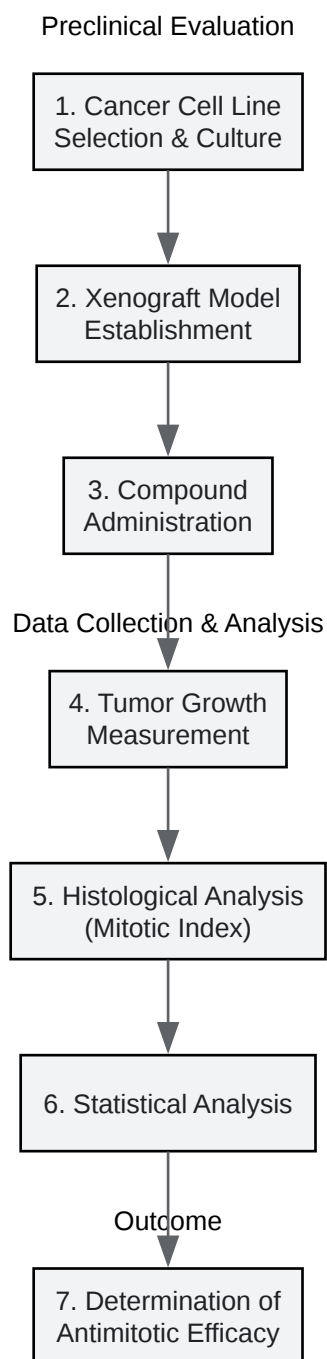 Preclinical Evaluation
1. Cancer Cell Line
Selection & Culture
2. Xenograft Model
Establishment
3. Compound
Administration
Data Collection & Analysis
4. Tumor Growth
Measurement
5. Histological Analysis
(Mitotic Index)
6. Statistical Analysis
Outcome
7. Determination of
Antimitotic Efficacy